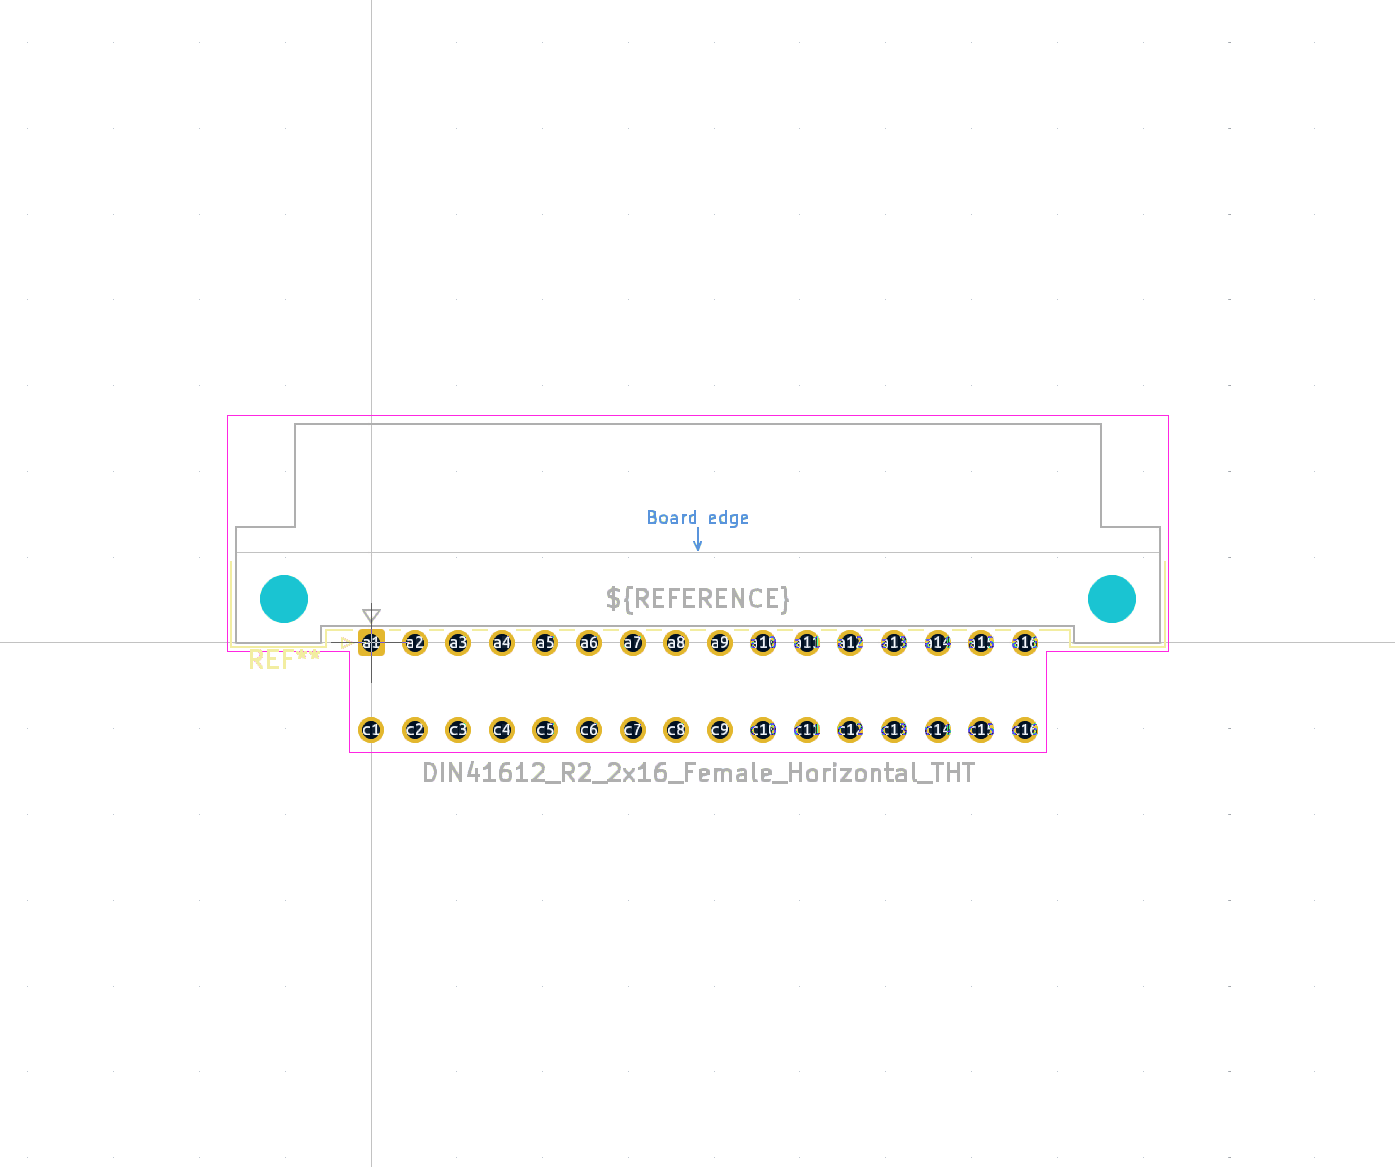 Board edge
${REFERENCE}
a1 a2 a3 a4 a5 a6 a7 a8 a9 a10 a11 a12 a13 a14 a15 a16
REF**
c1 c2 c3 c4 c5 c6 c7 c8 c9 c10 c11 c12 c13 c14 c15 c16
DIN41612_R2_2x16_Female_Horizontal_THT